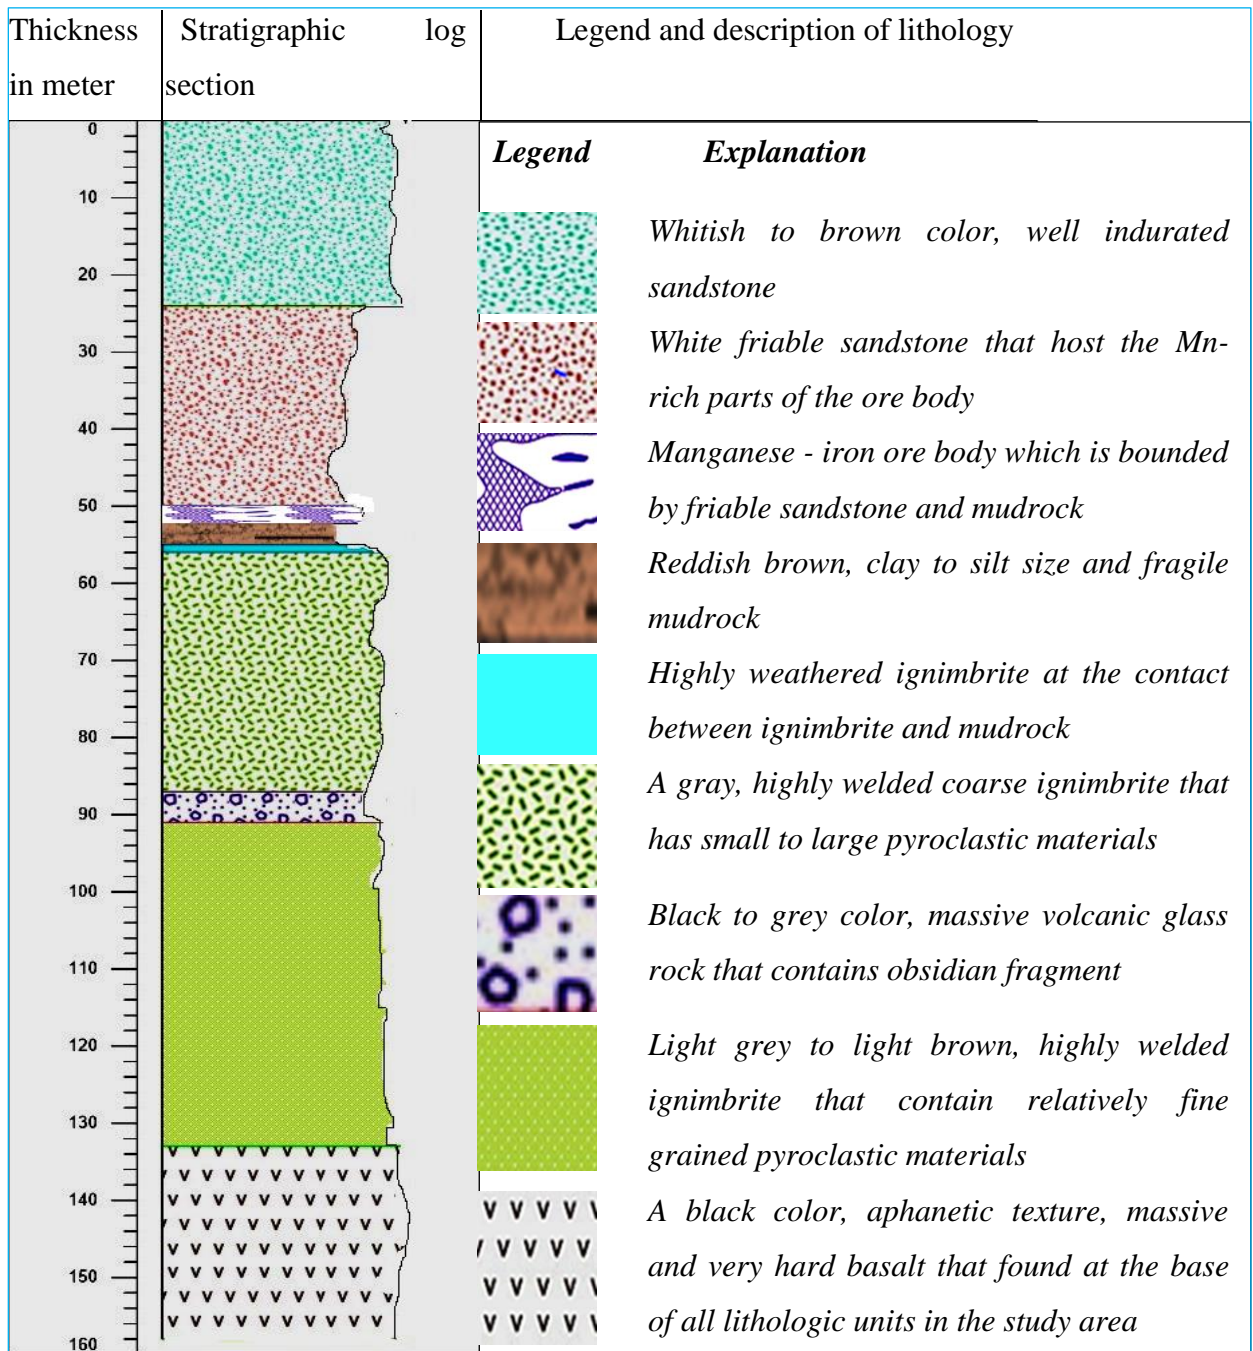 Thickness in meter
Stratigraphic log section
Legend and description of lithology
0
10
20
30
40
50
60
70
80
90
100
110
120
130
140
150
160
Legend Explanation
Whitish to brown color, well indurated
sandstone
White friable sandstone that host the Mn-
rich parts of the ore body
Manganese - iron ore body which is bounded
by friable sandstone and mudrock
Reddish brown, clay to silt size and fragile
mudrock
Highly weathered ignimbrite at the contact
between ignimbrite and mudrock
A gray, highly welded coarse ignimbrite that
has small to large pyroclastic materials
Black to grey color, massive volcanic glass
rock that contains obsidian fragment
Light grey to light brown, highly welded
ignimbrite that contain relatively fine
grained pyroclastic materials
A black color, aphanetic texture, massive
and very hard basalt that found at the base
of all lithologic units in the study area